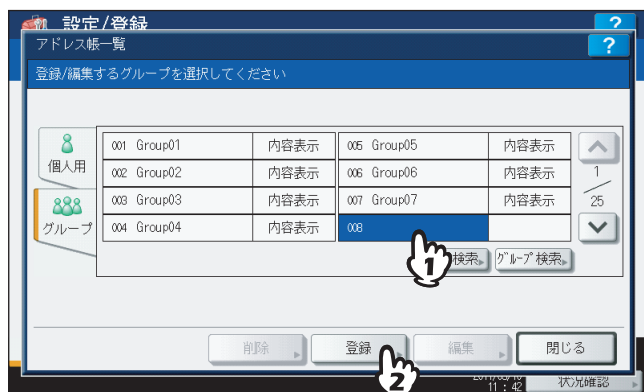 設定/登録
?
アドレス帳一覧
?
登録/編集するグループを選択してください
個人用
グループ
001 Group01 内容表示 005 Group05 内容表示
002 Group02 内容表示 006 Group06 内容表示
003 Group03 内容表示 007 Group07 内容表示
004 Group04 内容表示 008
1
25
1
検索 グループ検索
削除 登録 編集 閉じる
2
11:42 状況確認